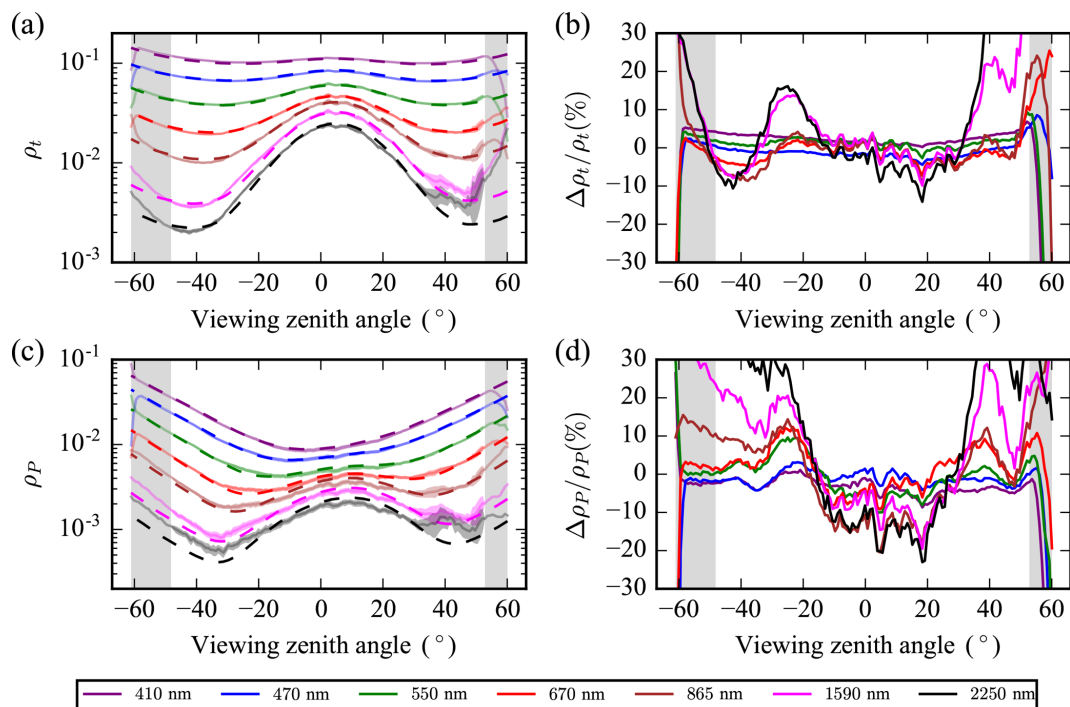 (a)
10⁻¹
10⁻²
10⁻³
ρt
−60 −40 −20 0 20 40 60
Viewing zenith angle (°)
(b)
30
20
10
0
−10
−20
−30
Δρt/ρt(%)
−60 −40 −20 0 20 40 60
Viewing zenith angle (°)
(c)
10⁻¹
10⁻²
10⁻³
ρP
−60 −40 −20 0 20 40 60
Viewing zenith angle (°)
(d)
30
20
10
0
−10
−20
−30
ΔρP/ρP(%)
−60 −40 −20 0 20 40 60
Viewing zenith angle (°)
410 nm 470 nm 550 nm 670 nm 865 nm 1590 nm 2250 nm